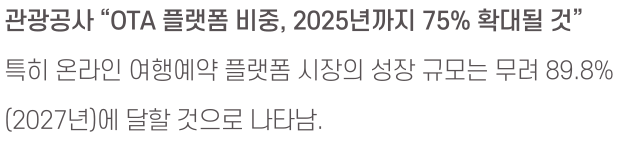 관광공사 “OTA 플랫폼 비중, 2025년까지 75% 확대될 것”
특히 온라인 여행예약 플랫폼 시장의 성장 규모는 무려 89.8%
(2027년)에 달할 것으로 나타남.